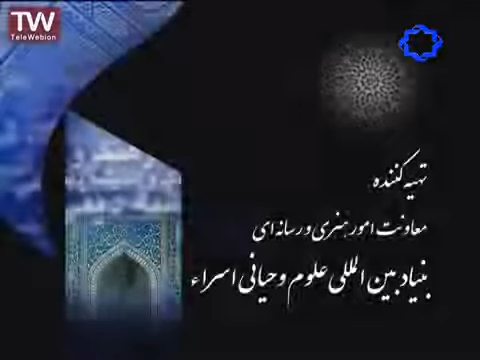 TW
TeleWebion
تهیه کننده
معاونت امور هنری و رسانه ای
بنیاد بین المللی علوم وحیانی اسراء